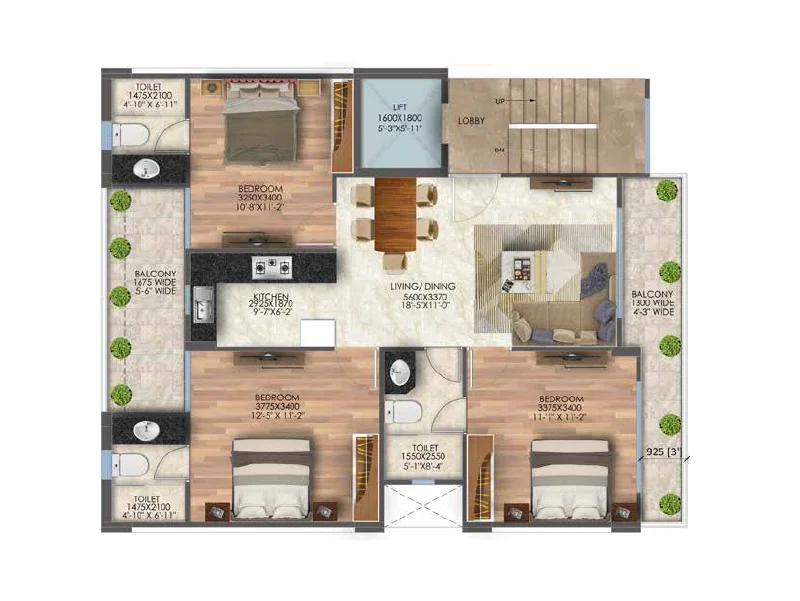 TOILET
1475X2100
4'-10" X 6'-11"
LIFT
1600X1800
5'-3"X5'-11"
LOBBY
UP
DN
BEDROOM
3250X3400
10'-8"X11'-2"
BALCONY
1675 WIDE
5'-6" WIDE
KITCHEN
2925X1870
9'-7"X6'-2"
LIVING/ DINING
5600X3370
18'-5"X11'-0"
BALCONY
1300 WIDE
4'-3" WIDE
BEDROOM
3775X3400
12'-5" X 11'-2"
BEDROOM
3375X3400
11'-1" X 11'-2"
TOILET
1550X2550
5'-1"X8'-4"
925 [3'
TOILET
1475X2100
4'-10" X 6'-11"